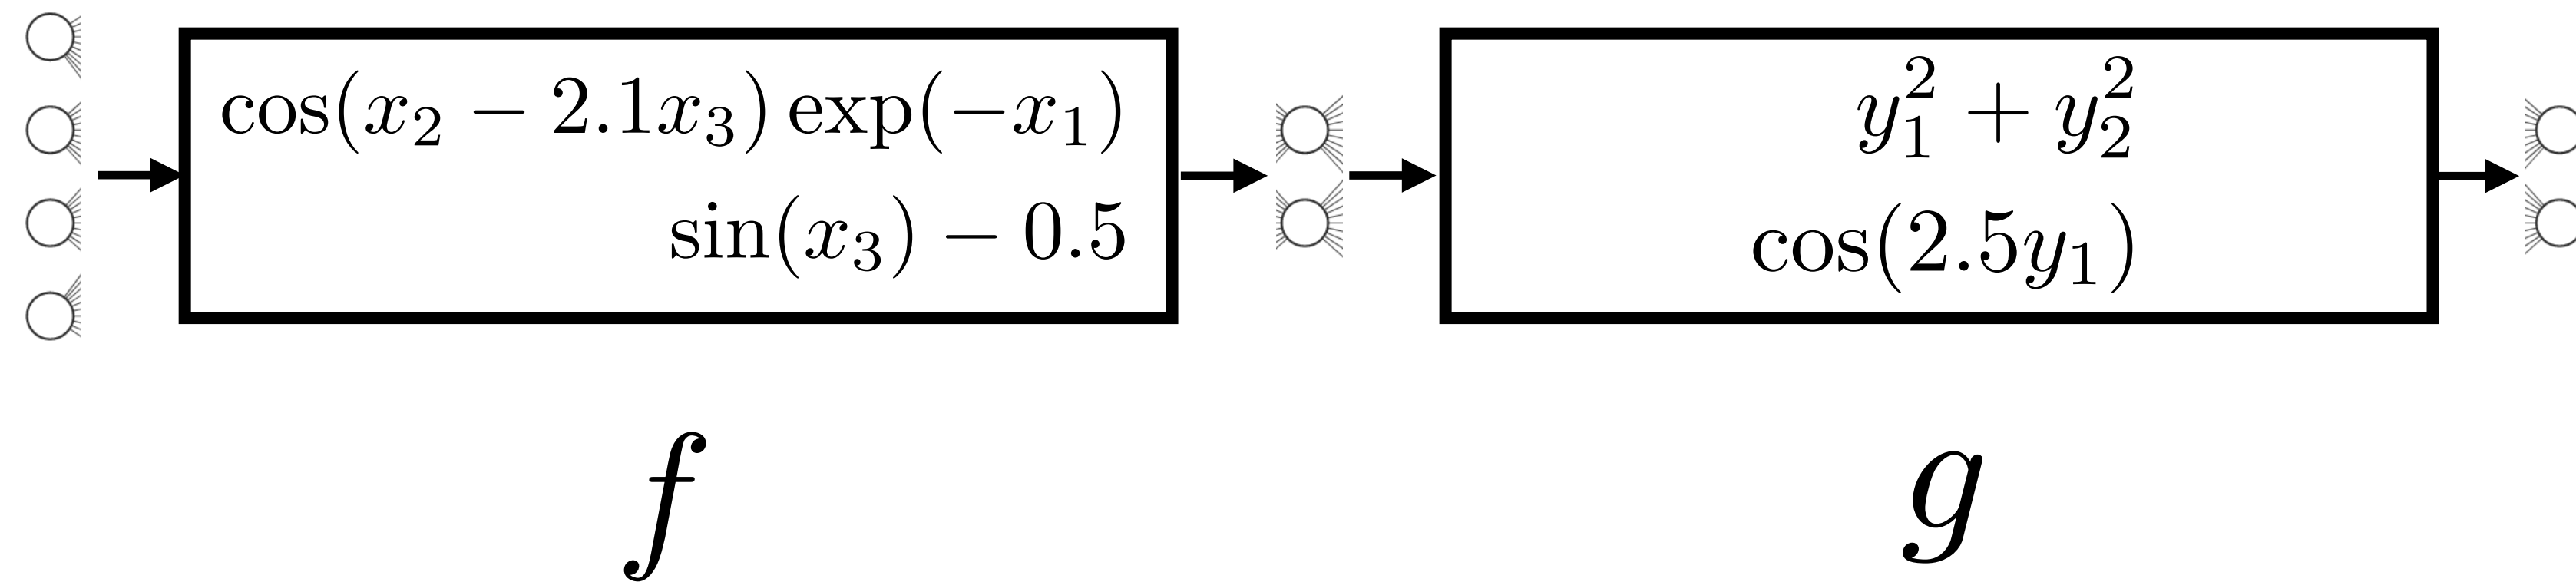 cos(x₂ − 2.1x₃) exp(−x₁)
sin(x₃) − 0.5
y₁² + y₂²
cos(2.5y₁)
f
g